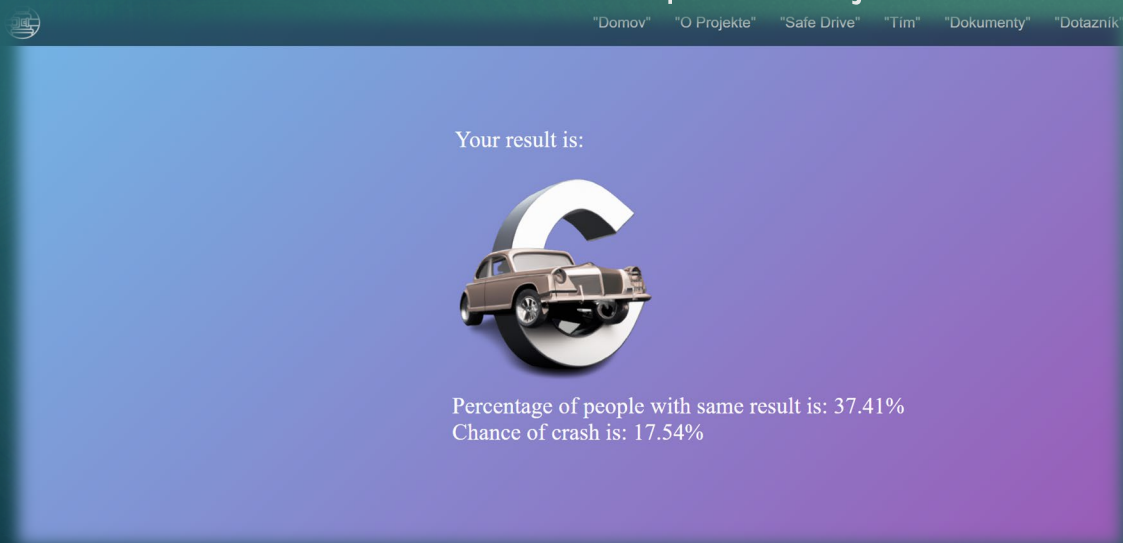 "Domov" "O Projekte" "Safe Drive" "Tím" "Dokumenty" "Dotazník"
Your result is:
C
Percentage of people with same result is: 37.41%
Chance of crash is: 17.54%